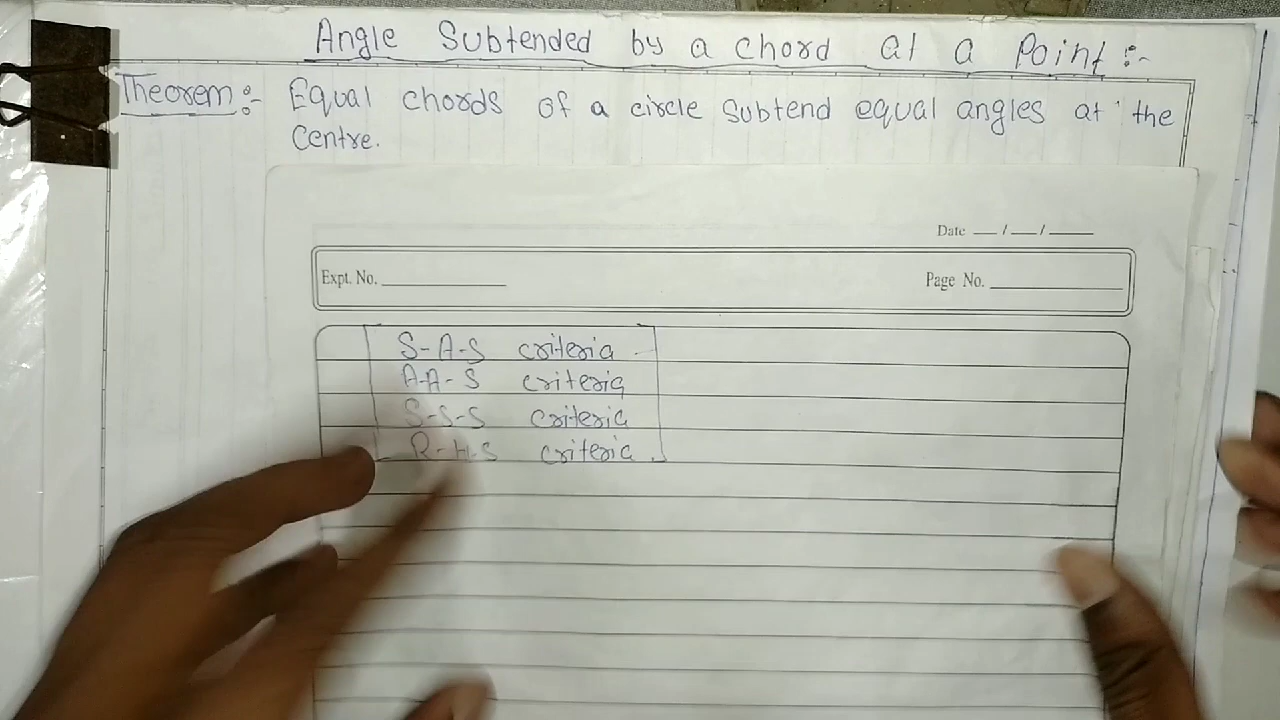 Angle Subtended by a chord at a Point :-
Theorem :- Equal chords of a circle subtend equal angles at the
Centre.
Date __/__/____
Expt. No. ____________ Page No. ____________
S-A-S criteria
A-A-S criteria
S-S-S criteria
R-H-S criteria